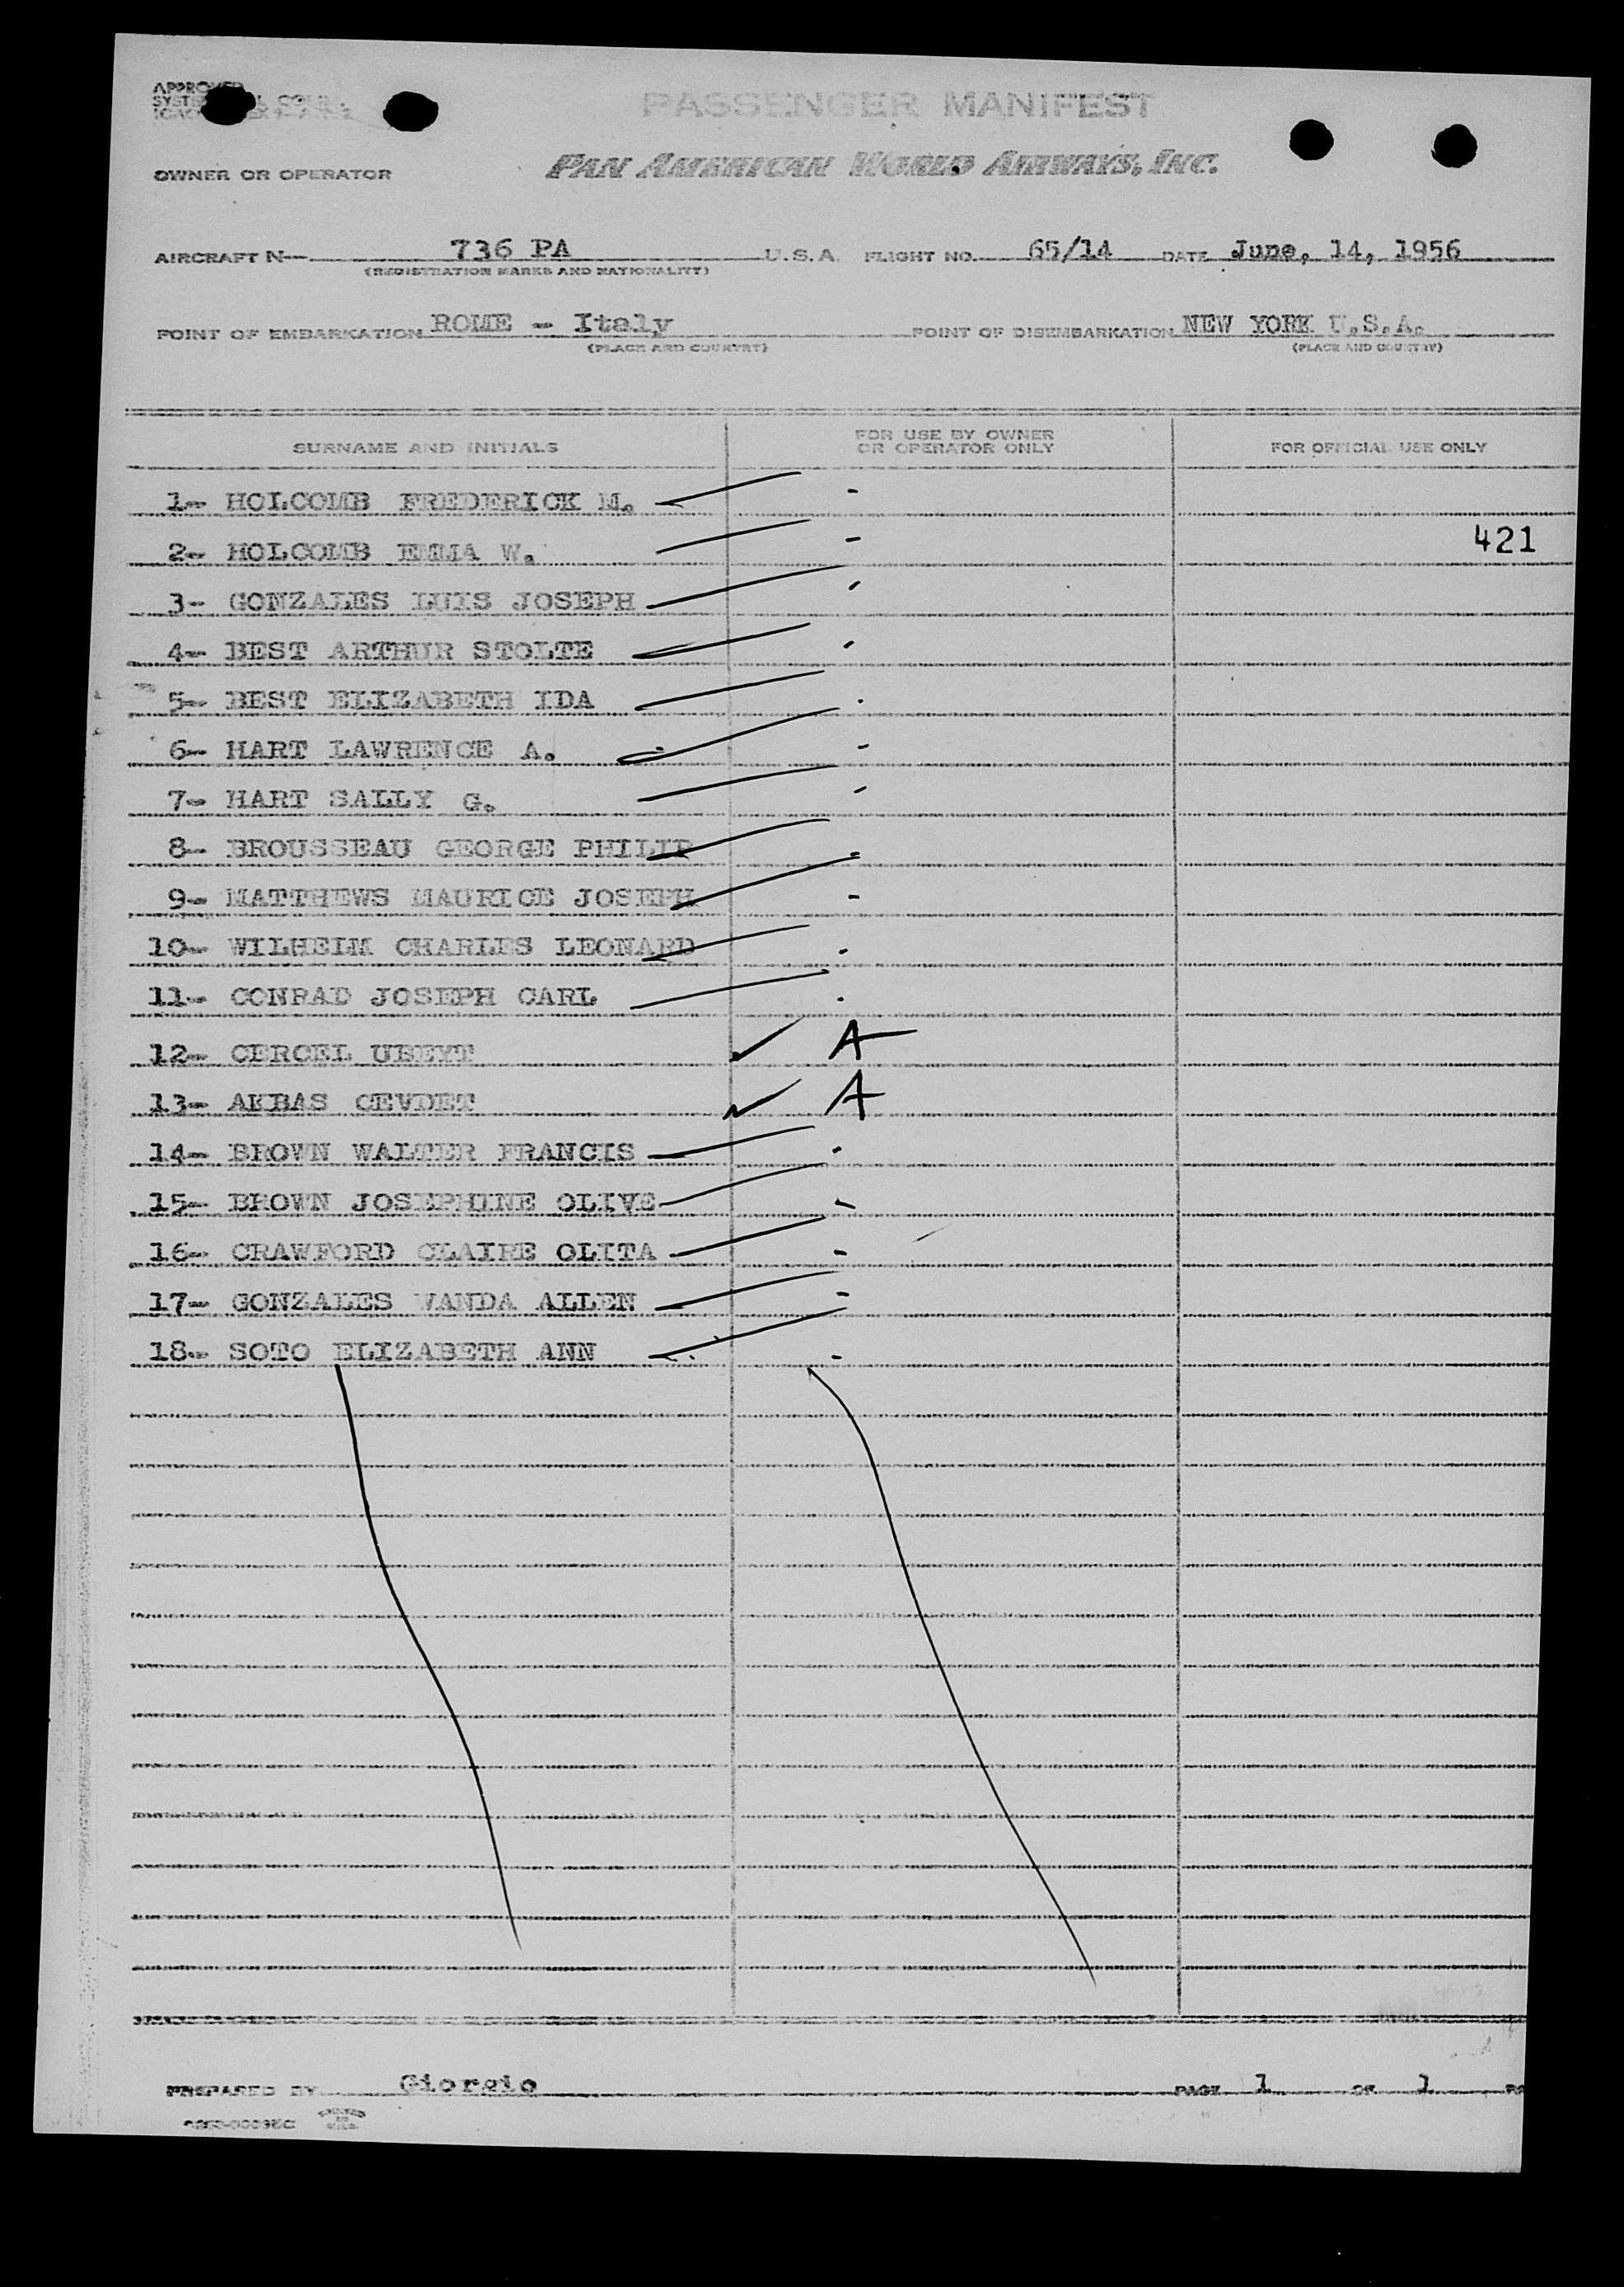 APPROVED
PASSENGER MANIFEST
OWNER OR OPERATOR PAN AMERICAN WORLD AIRWAYS, INC.
AIRCRAFT N— 736 PA U.S.A. FLIGHT NO. 65/14 DATE June, 14, 1956
(REGISTRATION MARKS AND NATIONALITY)
POINT OF EMBARKATION ROME - Italy POINT OF DISEMBARKATION NEW YORK U.S.A.
(PLACE AND COUNTRY) (PLACE AND COUNTRY)
SURNAME AND INITIALS FOR USE BY OWNER OR OPERATOR ONLY FOR OFFICIAL USE ONLY
1- HOLCOMB FREDERICK M. -
2- HOLCOMB EMMA W. - 421
3- GONZALES LUIS JOSEPH -
4- BEST ARTHUR STOLTE -
5- BEST ELIZABETH IDA -
6- HART LAWRENCE A. -
7- HART SALLY G. -
8- BROUSSEAU GEORGE PHILIP -
9- MATTHEWS MAURICE JOSEPH -
10- WILHELM CHARLES LEONARD -
11- CONRAD JOSEPH CARL -
12- CERCEL UBEYT ✓ A
13- AKBAS CEVDET ✓ A
14- BROWN WALTER FRANCIS -
15- BROWN JOSEPHINE OLIVE -
16- CRAWFORD CLAIRE OLITA -
17- GONZALES WANDA ALLEN -
18- SOTO ELIZABETH ANN -
PREPARED BY Giorgio PAGE 1 OF 1